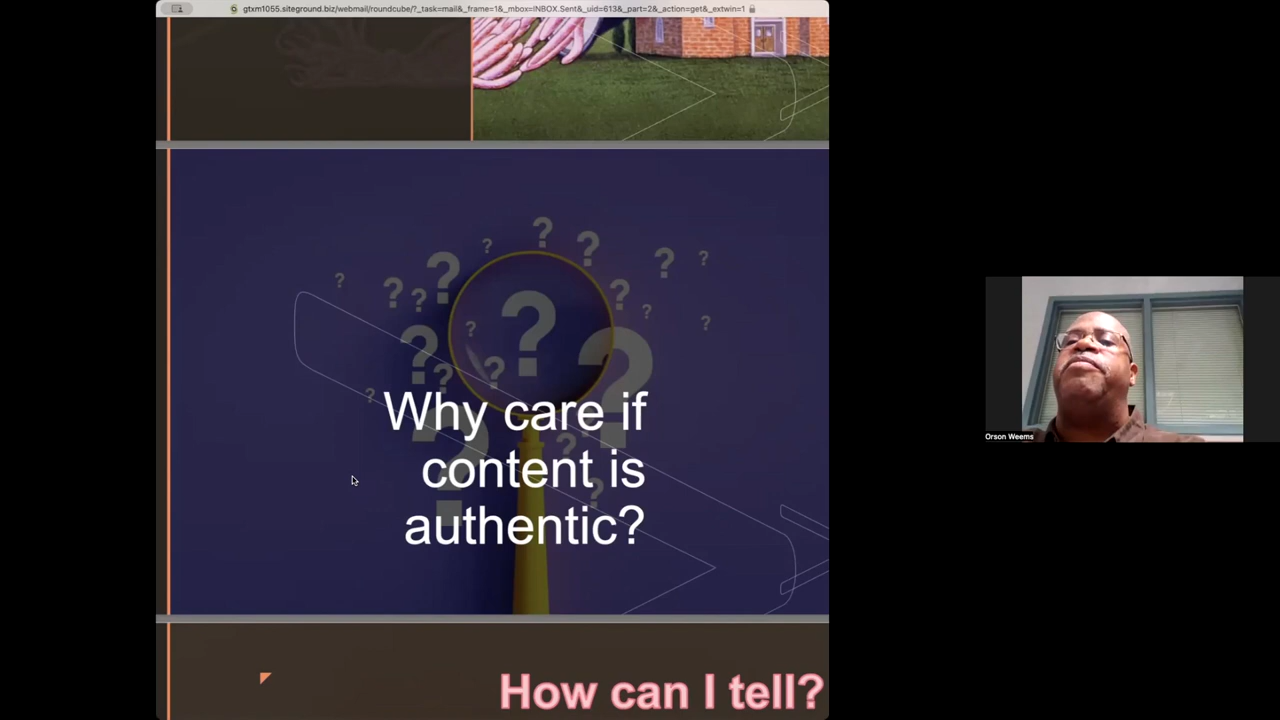 gtxm1055.siteground.biz/webmail/roundcube/?_task=mail&_frame=1&_mbox=INBOX.Sent&_uid=613&_part=2&_action=get&_extwin=1
? ? ? ? ? ? ? ? ? ? ? ? ? ? ? ? ? ? ? ? ? ? ?
Why care if
content is
authentic?
Orson Weems
How can I tell?